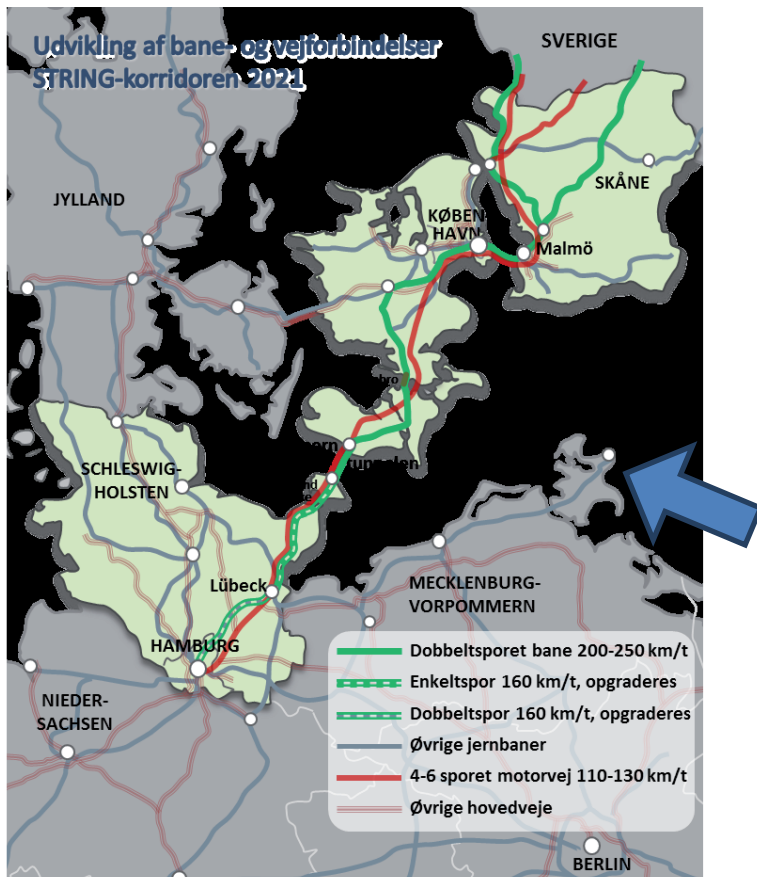 Udvikling af bane- og vejforbindelser
STRING-korridoren 2021
SVERIGE
JYLLAND
SKÅNE
KØBEN-
HAVN
Malmö
SCHLESWIG-
HOLSTEN
Lübeck
MECKLENBURG-
VORPOMMERN
HAMBURG
NIEDER-
SACHSEN
Dobbeltsporet bane 200-250 km/t
Enkeltspor 160 km/t, opgraderes
Dobbeltspor 160 km/t, opgraderes
Øvrige jernbaner
4-6 sporet motorvej 110-130 km/t
Øvrige hovedveje
BERLIN